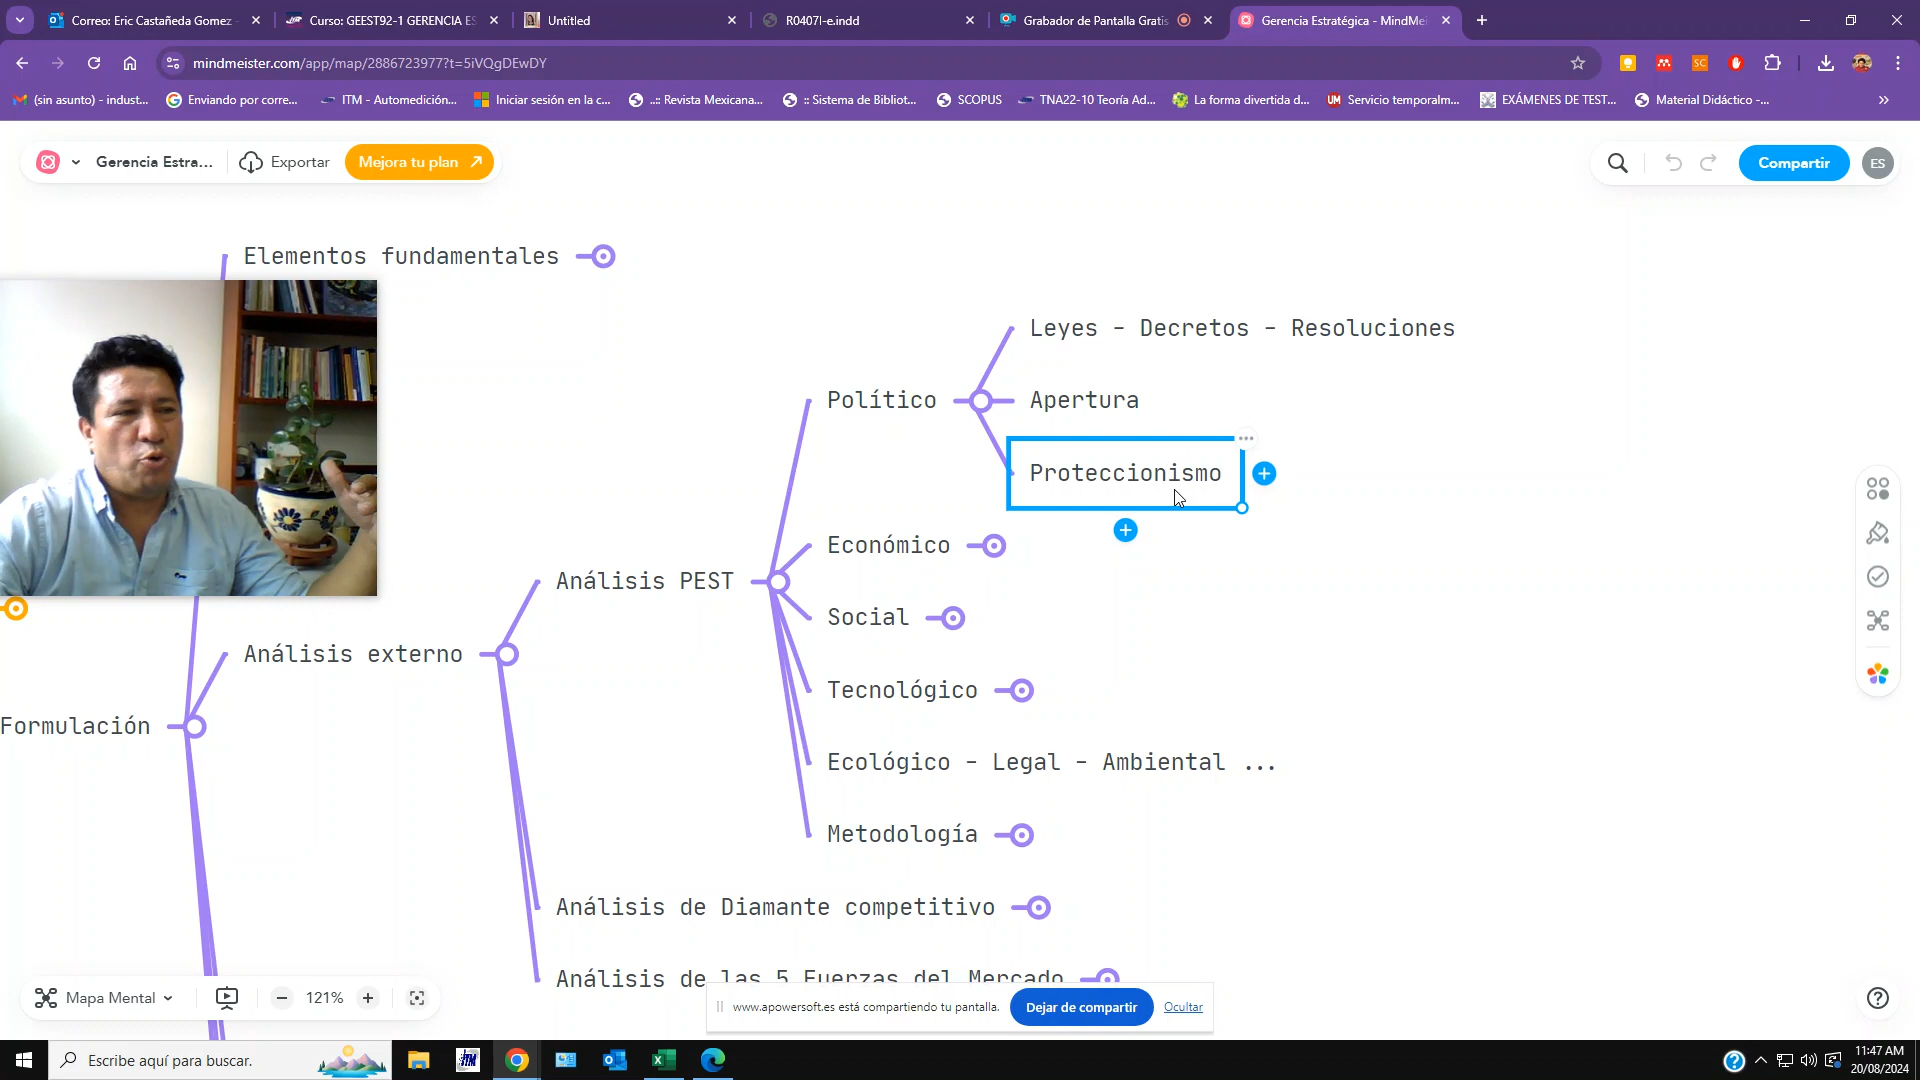 Correo: Eric Castañeda Gomez -
Curso: GEEST92-1 GERENCIA ES
Untitled
R0407I-e.indd
Grabador de Pantalla Gratis
Gerencia Estratégica - MindMei
mindmeister.com/app/map/2886723977?t=5iVQgDEwDY
(sin asunto) - indust...
Enviando por corre...
ITM - Automedición...
Iniciar sesión en la c...
..:: Revista Mexicana...
:: Sistema de Bibliot...
SCOPUS
TNA22-10 Teoría Ad...
La forma divertida d...
UM Servicio temporalm...
EXÁMENES DE TEST...
Material Didáctico -...
Gerencia Estra...
Exportar
Mejora tu plan
Compartir
ES
Elementos fundamentales
Leyes - Decretos - Resoluciones
Político
Apertura
Proteccionismo
Económico
Análisis PEST
Social
Análisis externo
Tecnológico
Formulación
Ecológico - Legal - Ambiental ...
Metodología
Análisis de Diamante competitivo
Análisis de las 5 Fuerzas del Mercado
Mapa Mental
121%
www.apowersoft.es está compartiendo tu pantalla.
Dejar de compartir
Ocultar
Escribe aquí para buscar.
ITM
11:47 AM
20/08/2024